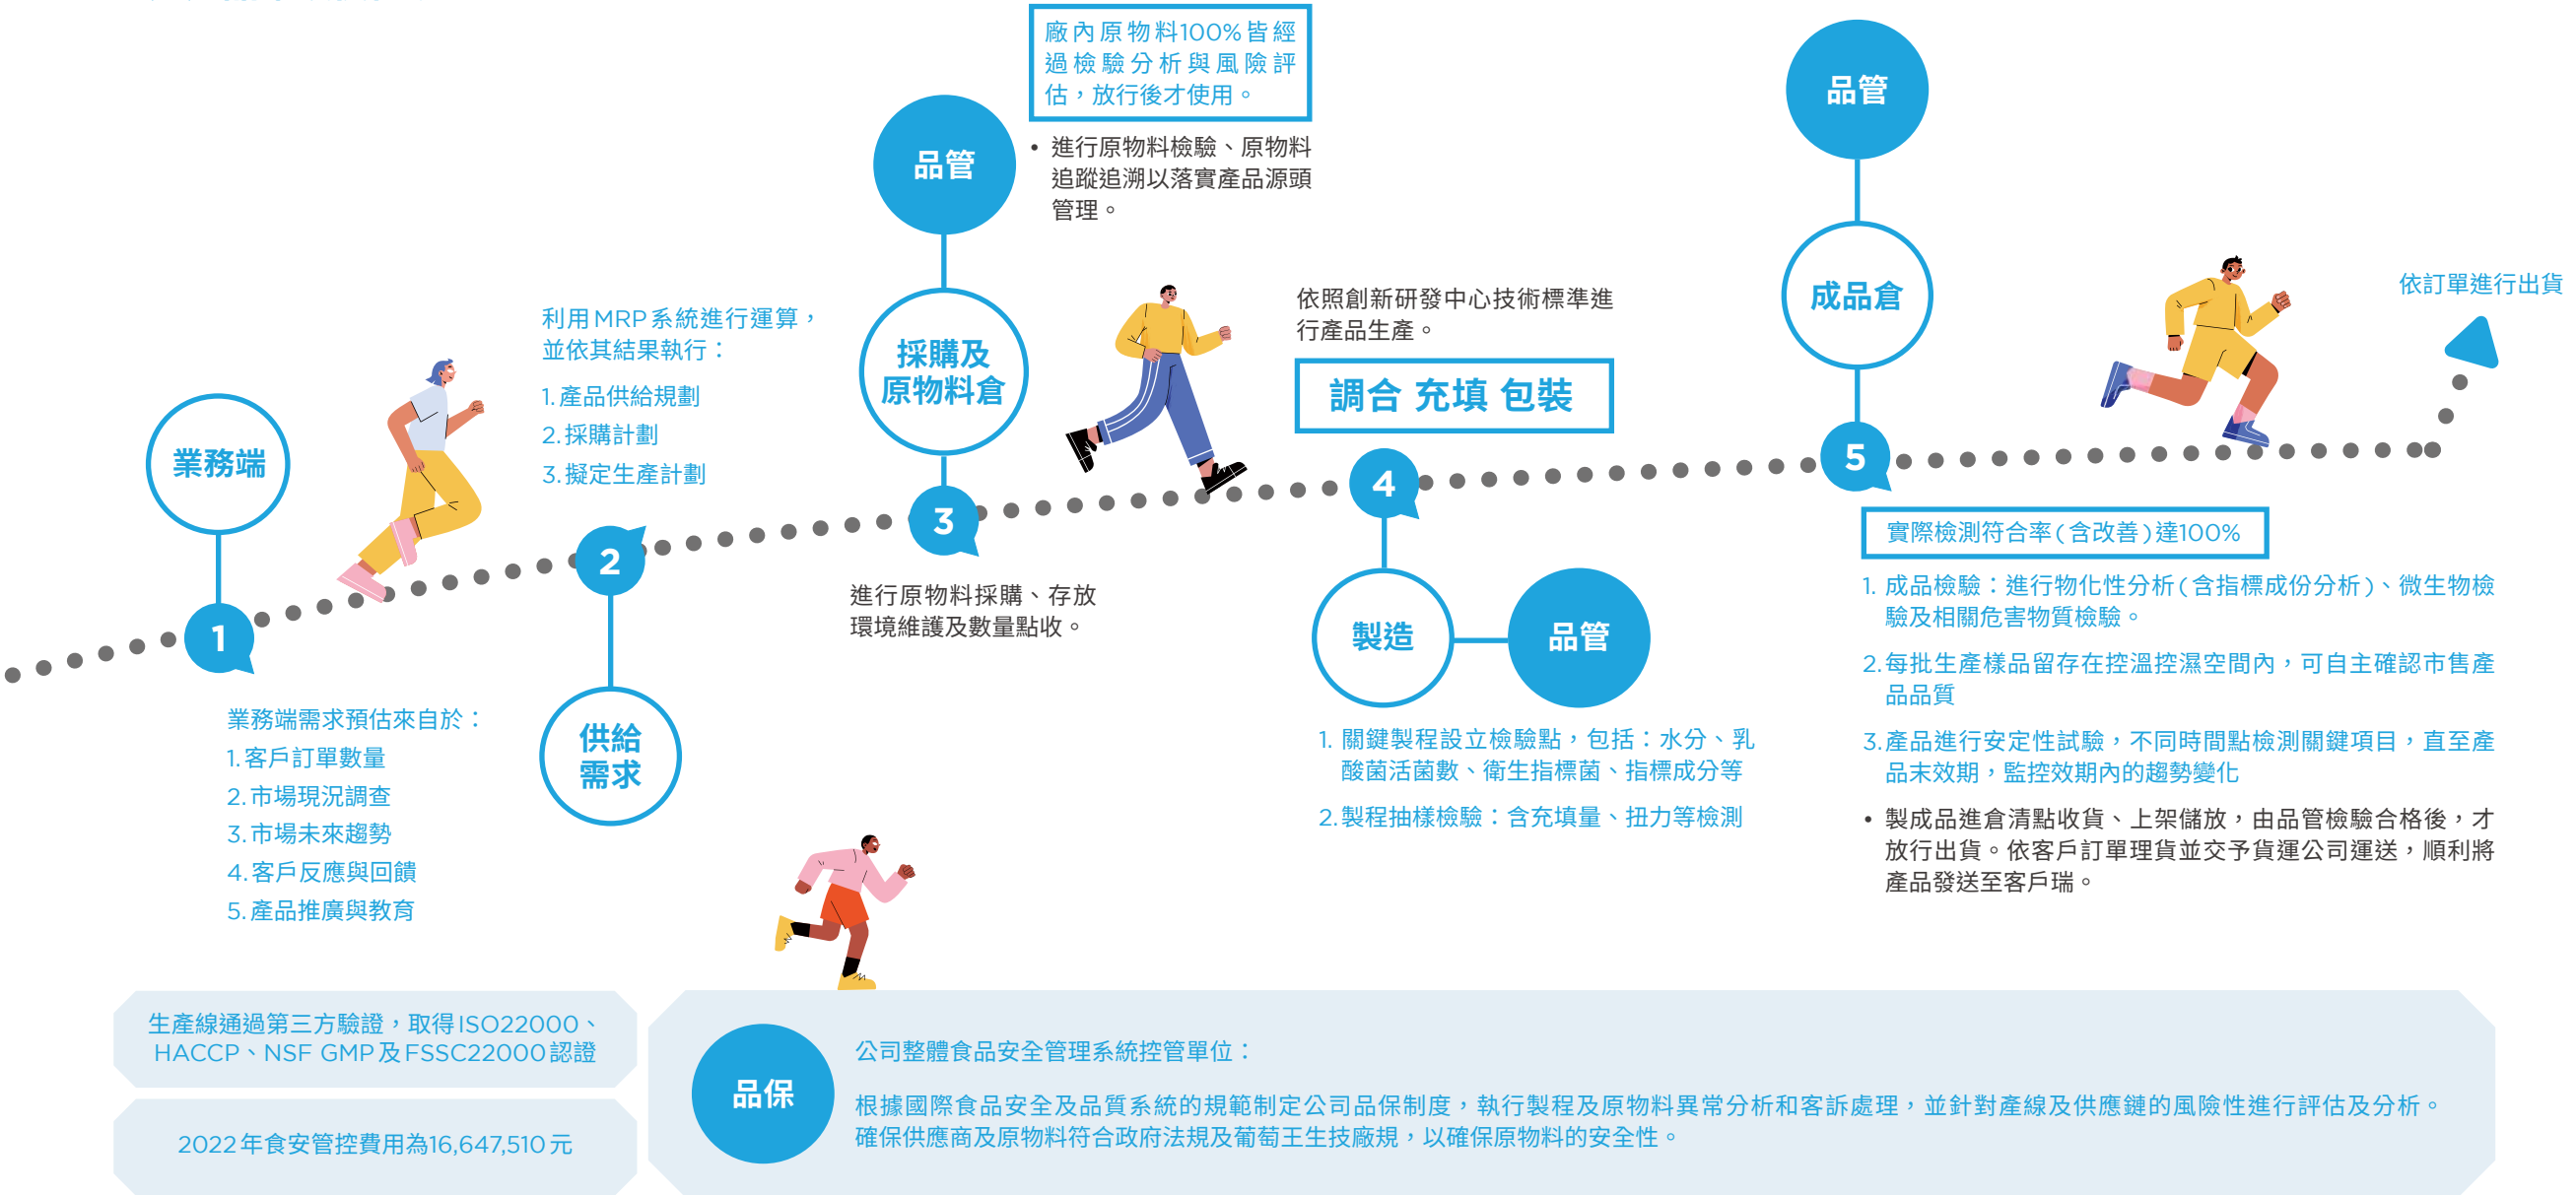 業務端
1
業務端需求預估來自於：
1.客戶訂單數量
2.市場現況調查
3.市場未來趨勢
4.客戶反應與回饋
5.產品推廣與教育
利用MRP系統進行運算，
並依其結果執行：
1.產品供給規劃
2.採購計劃
3.擬定生產計劃
2
供給
需求
廠內原物料100%皆經
過檢驗分析與風險評
估，放行後才使用。
品管
• 進行原物料檢驗、原物料
追蹤追溯以落實產品源頭
管理。
採購及
原物料倉
3
進行原物料採購、存放
環境維護及數量點收。
依照創新研發中心技術標準進
行產品生產。
調合 充填 包裝
4
製造
品管
1. 關鍵製程設立檢驗點，包括：水分、乳
酸菌活菌數、衛生指標菌、指標成分等
2.製程抽樣檢驗：含充填量、扭力等檢測
品管
成品倉
5
實際檢測符合率(含改善)達100%
1. 成品檢驗：進行物化性分析(含指標成份分析)、微生物檢
驗及相關危害物質檢驗。
2.每批生產樣品留存在控溫控濕空間內，可自主確認市售產
品品質
3.產品進行安定性試驗，不同時間點檢測關鍵項目，直至產
品末效期，監控效期內的趨勢變化
• 製成品進倉清點收貨、上架儲放，由品管檢驗合格後，才
放行出貨。依客戶訂單理貨並交予貨運公司運送，順利將
產品發送至客戶瑞。
依訂單進行出貨
生產線通過第三方驗證，取得ISO22000、
HACCP、NSF GMP及FSSC22000認證
2022年食安管控費用為16,647,510元
品保
公司整體食品安全管理系統控管單位：
根據國際食品安全及品質系統的規範制定公司品保制度，執行製程及原物料異常分析和客訴處理，並針對產線及供應鏈的風險性進行評估及分析。
確保供應商及原物料符合政府法規及葡萄王生技廠規，以確保原物料的安全性。